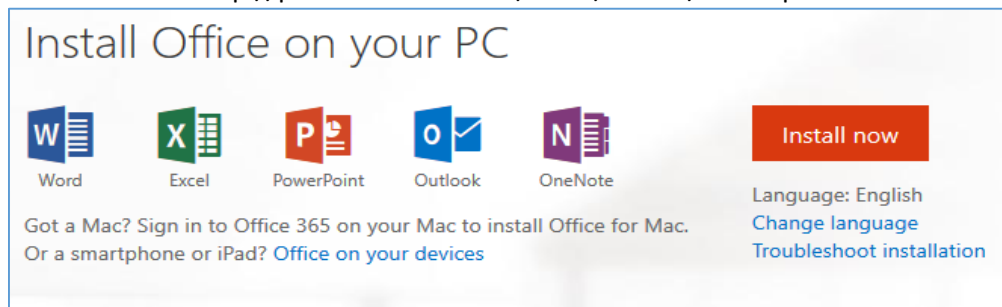 Install Office on your PC
W X P O N
Word Excel PowerPoint Outlook OneNote
Got a Mac? Sign in to Office 365 on your Mac to install Office for Mac.
Or a smartphone or iPad? Office on your devices
Install now
Language: English
Change language
Troubleshoot installation